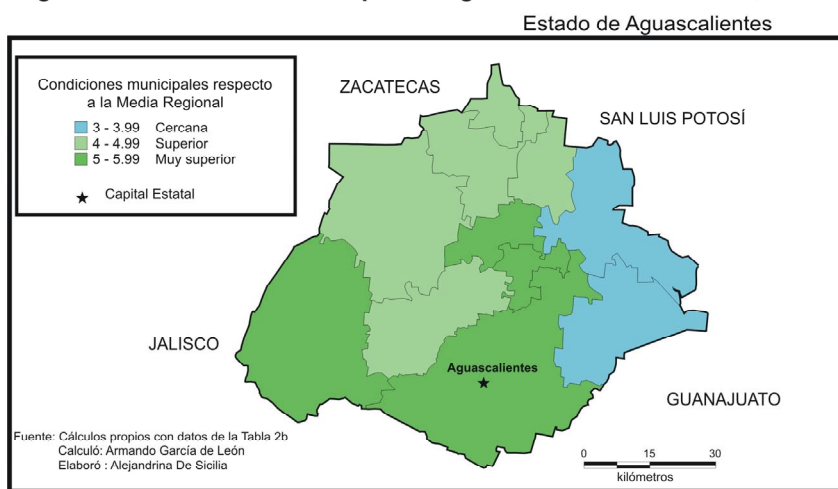 Estado de Aguascalientes
Condiciones municipales respecto
a la Media Regional
3 - 3.99 Cercana
4 - 4.99 Superior
5 - 5.99 Muy superior
Capital Estatal
ZACATECAS
SAN LUIS POTOSÍ
JALISCO
Aguascalientes
GUANAJUATO
Fuente: Cálculos propios con datos de la Tabla 2b
Calculó: Armando García de León
Elaboró : Alejandrina De Sicilia
0 15 30
kilómetros